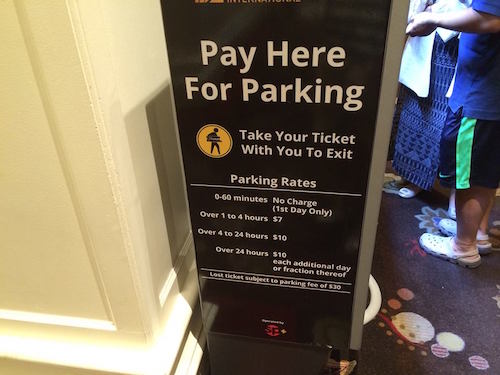 INTERNATIONAL
Pay Here
For Parking
Take Your Ticket
With You To Exit
Parking Rates
0-60 minutes No Charge
(1st Day Only)
Over 1 to 4 hours $7
Over 4 to 24 hours $10
Over 24 hours $10
each additional day
or fraction thereof
Lost ticket subject to parking fee of $30
Operated by